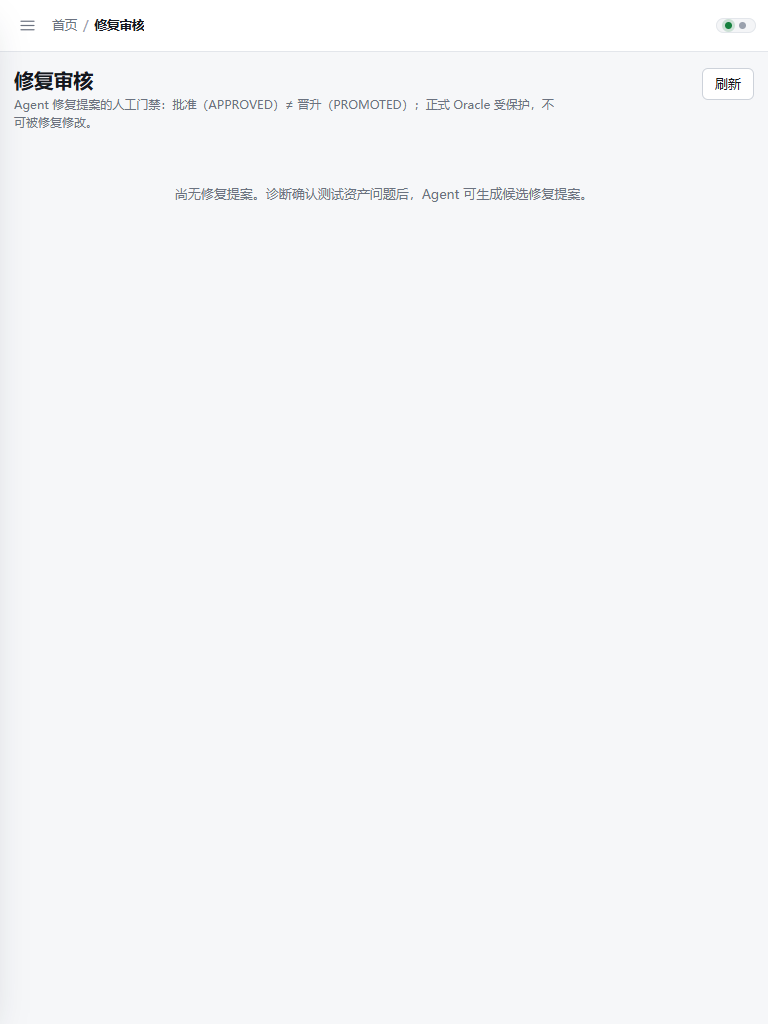 首页 / 修复审核
修复审核
刷新
Agent 修复提案的人工门禁：批准（APPROVED）≠ 晋升（PROMOTED）；正式 Oracle 受保护，不
可被修复修改。
尚无修复提案。诊断确认测试资产问题后，Agent 可生成候选修复提案。